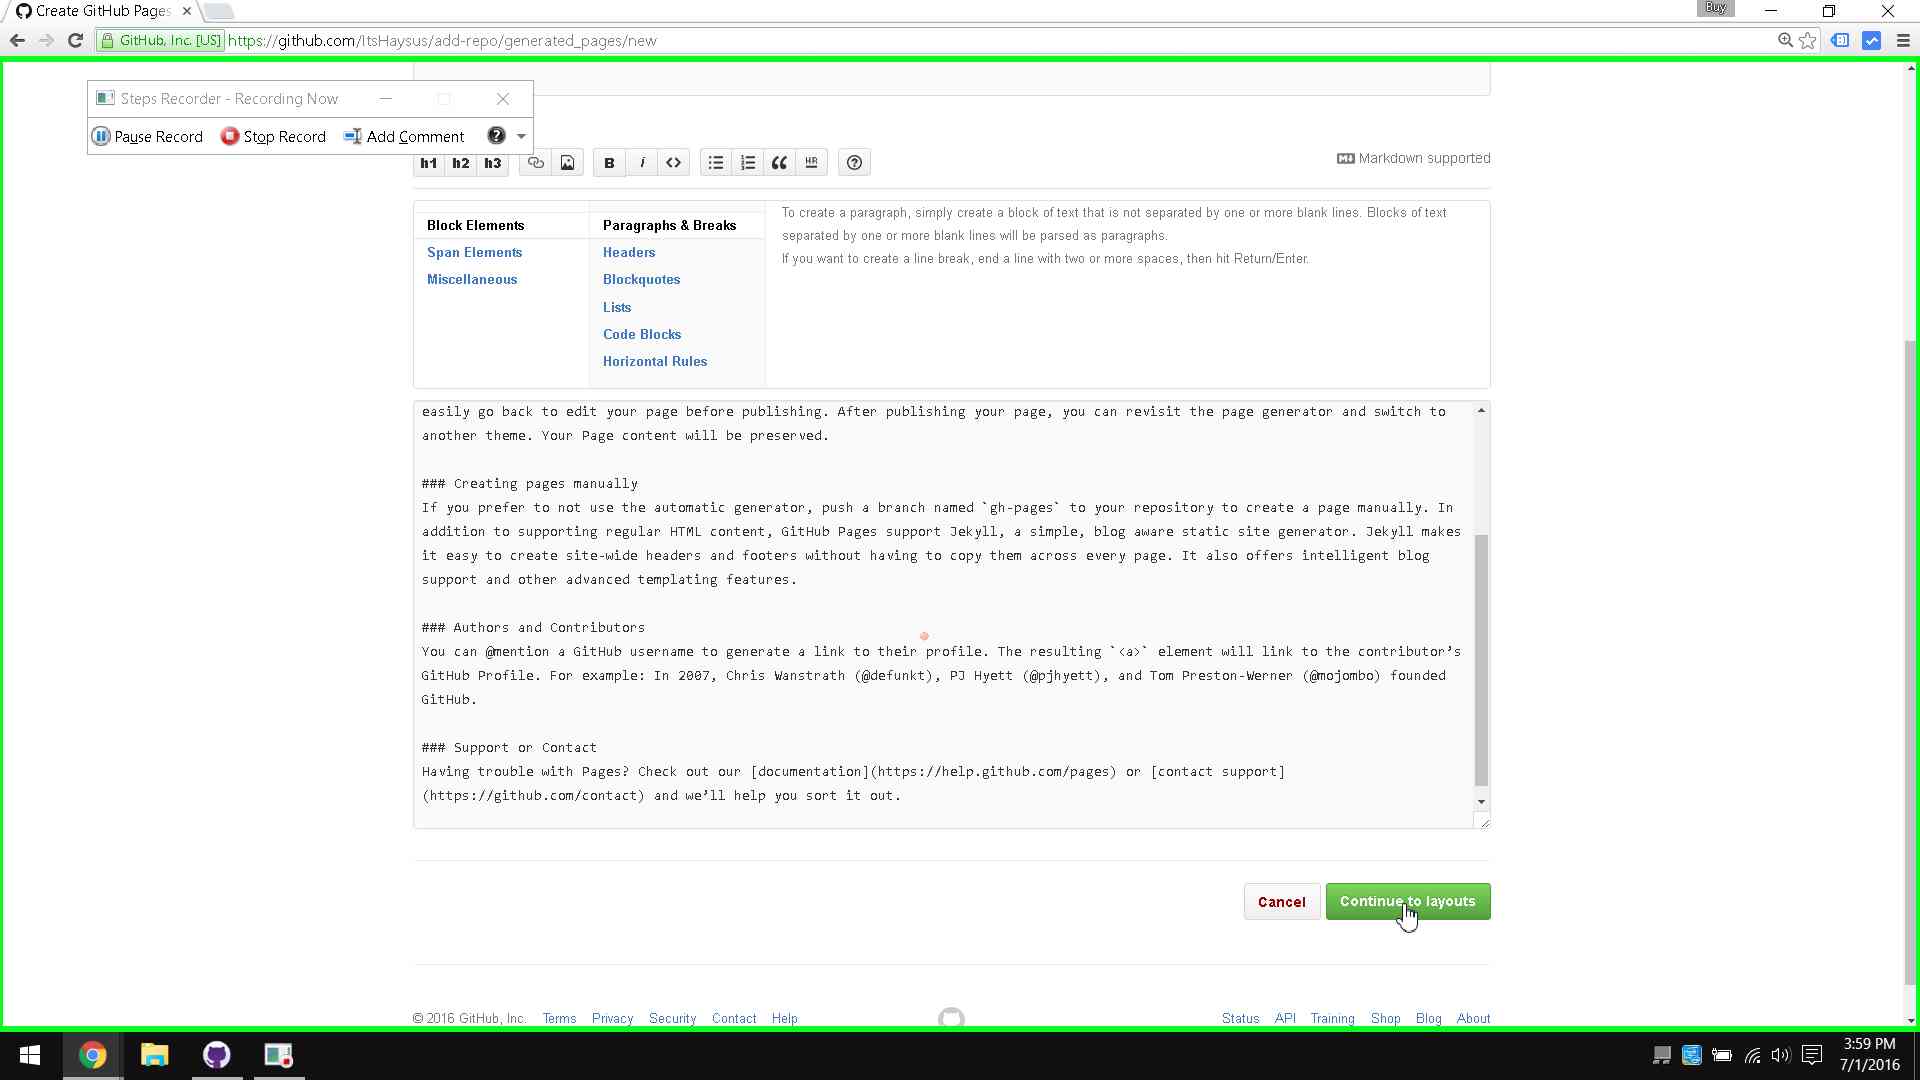 Create GitHub Pages
Buy
GitHub, Inc. [US] https://github.com/ItsHaysus/add-repo/generated_pages/new
Steps Recorder - Recording Now
Pause Record Stop Record Add Comment
h1 h2 h3 B i <> HR
Markdown supported
Block Elements
Span Elements
Miscellaneous
Paragraphs & Breaks
Headers
Blockquotes
Lists
Code Blocks
Horizontal Rules
To create a paragraph, simply create a block of text that is not separated by one or more blank lines. Blocks of text
separated by one or more blank lines will be parsed as paragraphs.
If you want to create a line break, end a line with two or more spaces, then hit Return/Enter.
easily go back to edit your page before publishing. After publishing your page, you can revisit the page generator and switch to
another theme. Your Page content will be preserved.
### Creating pages manually
If you prefer to not use the automatic generator, push a branch named `gh-pages` to your repository to create a page manually. In
addition to supporting regular HTML content, GitHub Pages support Jekyll, a simple, blog aware static site generator. Jekyll makes
it easy to create site-wide headers and footers without having to copy them across every page. It also offers intelligent blog
support and other advanced templating features.
### Authors and Contributors
You can @mention a GitHub username to generate a link to their profile. The resulting `<a>` element will link to the contributor’s
GitHub Profile. For example: In 2007, Chris Wanstrath (@defunkt), PJ Hyett (@pjhyett), and Tom Preston-Werner (@mojombo) founded
GitHub.
### Support or Contact
Having trouble with Pages? Check out our [documentation](https://help.github.com/pages) or [contact support]
(https://github.com/contact) and we’ll help you sort it out.
Cancel Continue to layouts
© 2016 GitHub, Inc. Terms Privacy Security Contact Help
Status API Training Shop Blog About
3:59 PM
7/1/2016